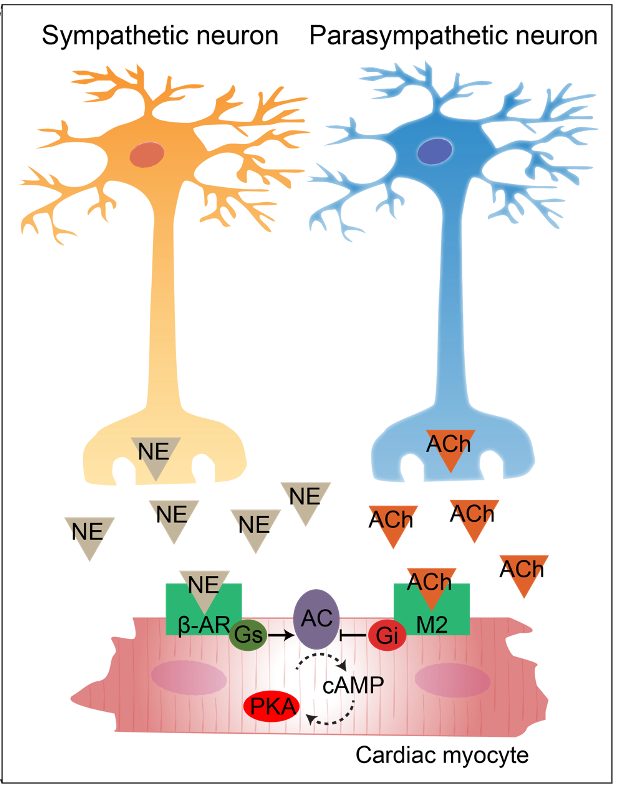 Sympathetic neuron
Parasympathetic neuron
NE
ACh
NE
NE
NE
NE
ACh
ACh
ACh
NE
ACh
β-AR
Gs
AC
Gi
M2
cAMP
PKA
Cardiac myocyte